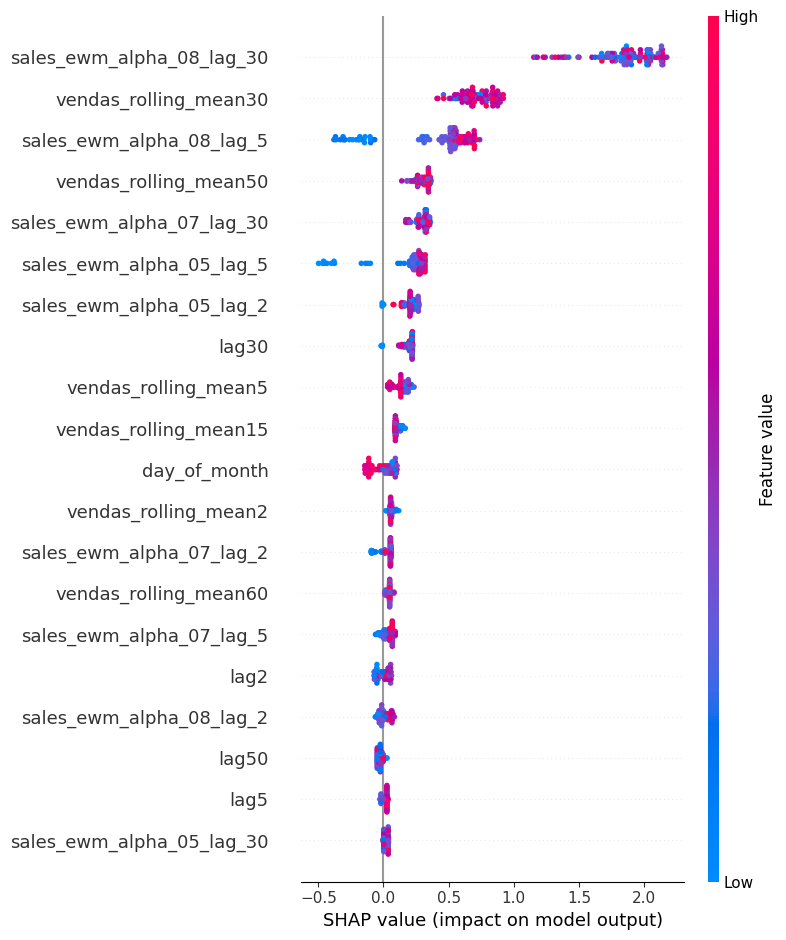 High
sales_ewm_alpha_08_lag_30
vendas_rolling_mean30
sales_ewm_alpha_08_lag_5
vendas_rolling_mean50
sales_ewm_alpha_07_lag_30
sales_ewm_alpha_05_lag_5
sales_ewm_alpha_05_lag_2
lag30
vendas_rolling_mean5
vendas_rolling_mean15
day_of_month
vendas_rolling_mean2
sales_ewm_alpha_07_lag_2
vendas_rolling_mean60
sales_ewm_alpha_07_lag_5
lag2
sales_ewm_alpha_08_lag_2
lag50
lag5
sales_ewm_alpha_05_lag_30
Feature value
Low
−0.5 0.0 0.5 1.0 1.5 2.0
SHAP value (impact on model output)